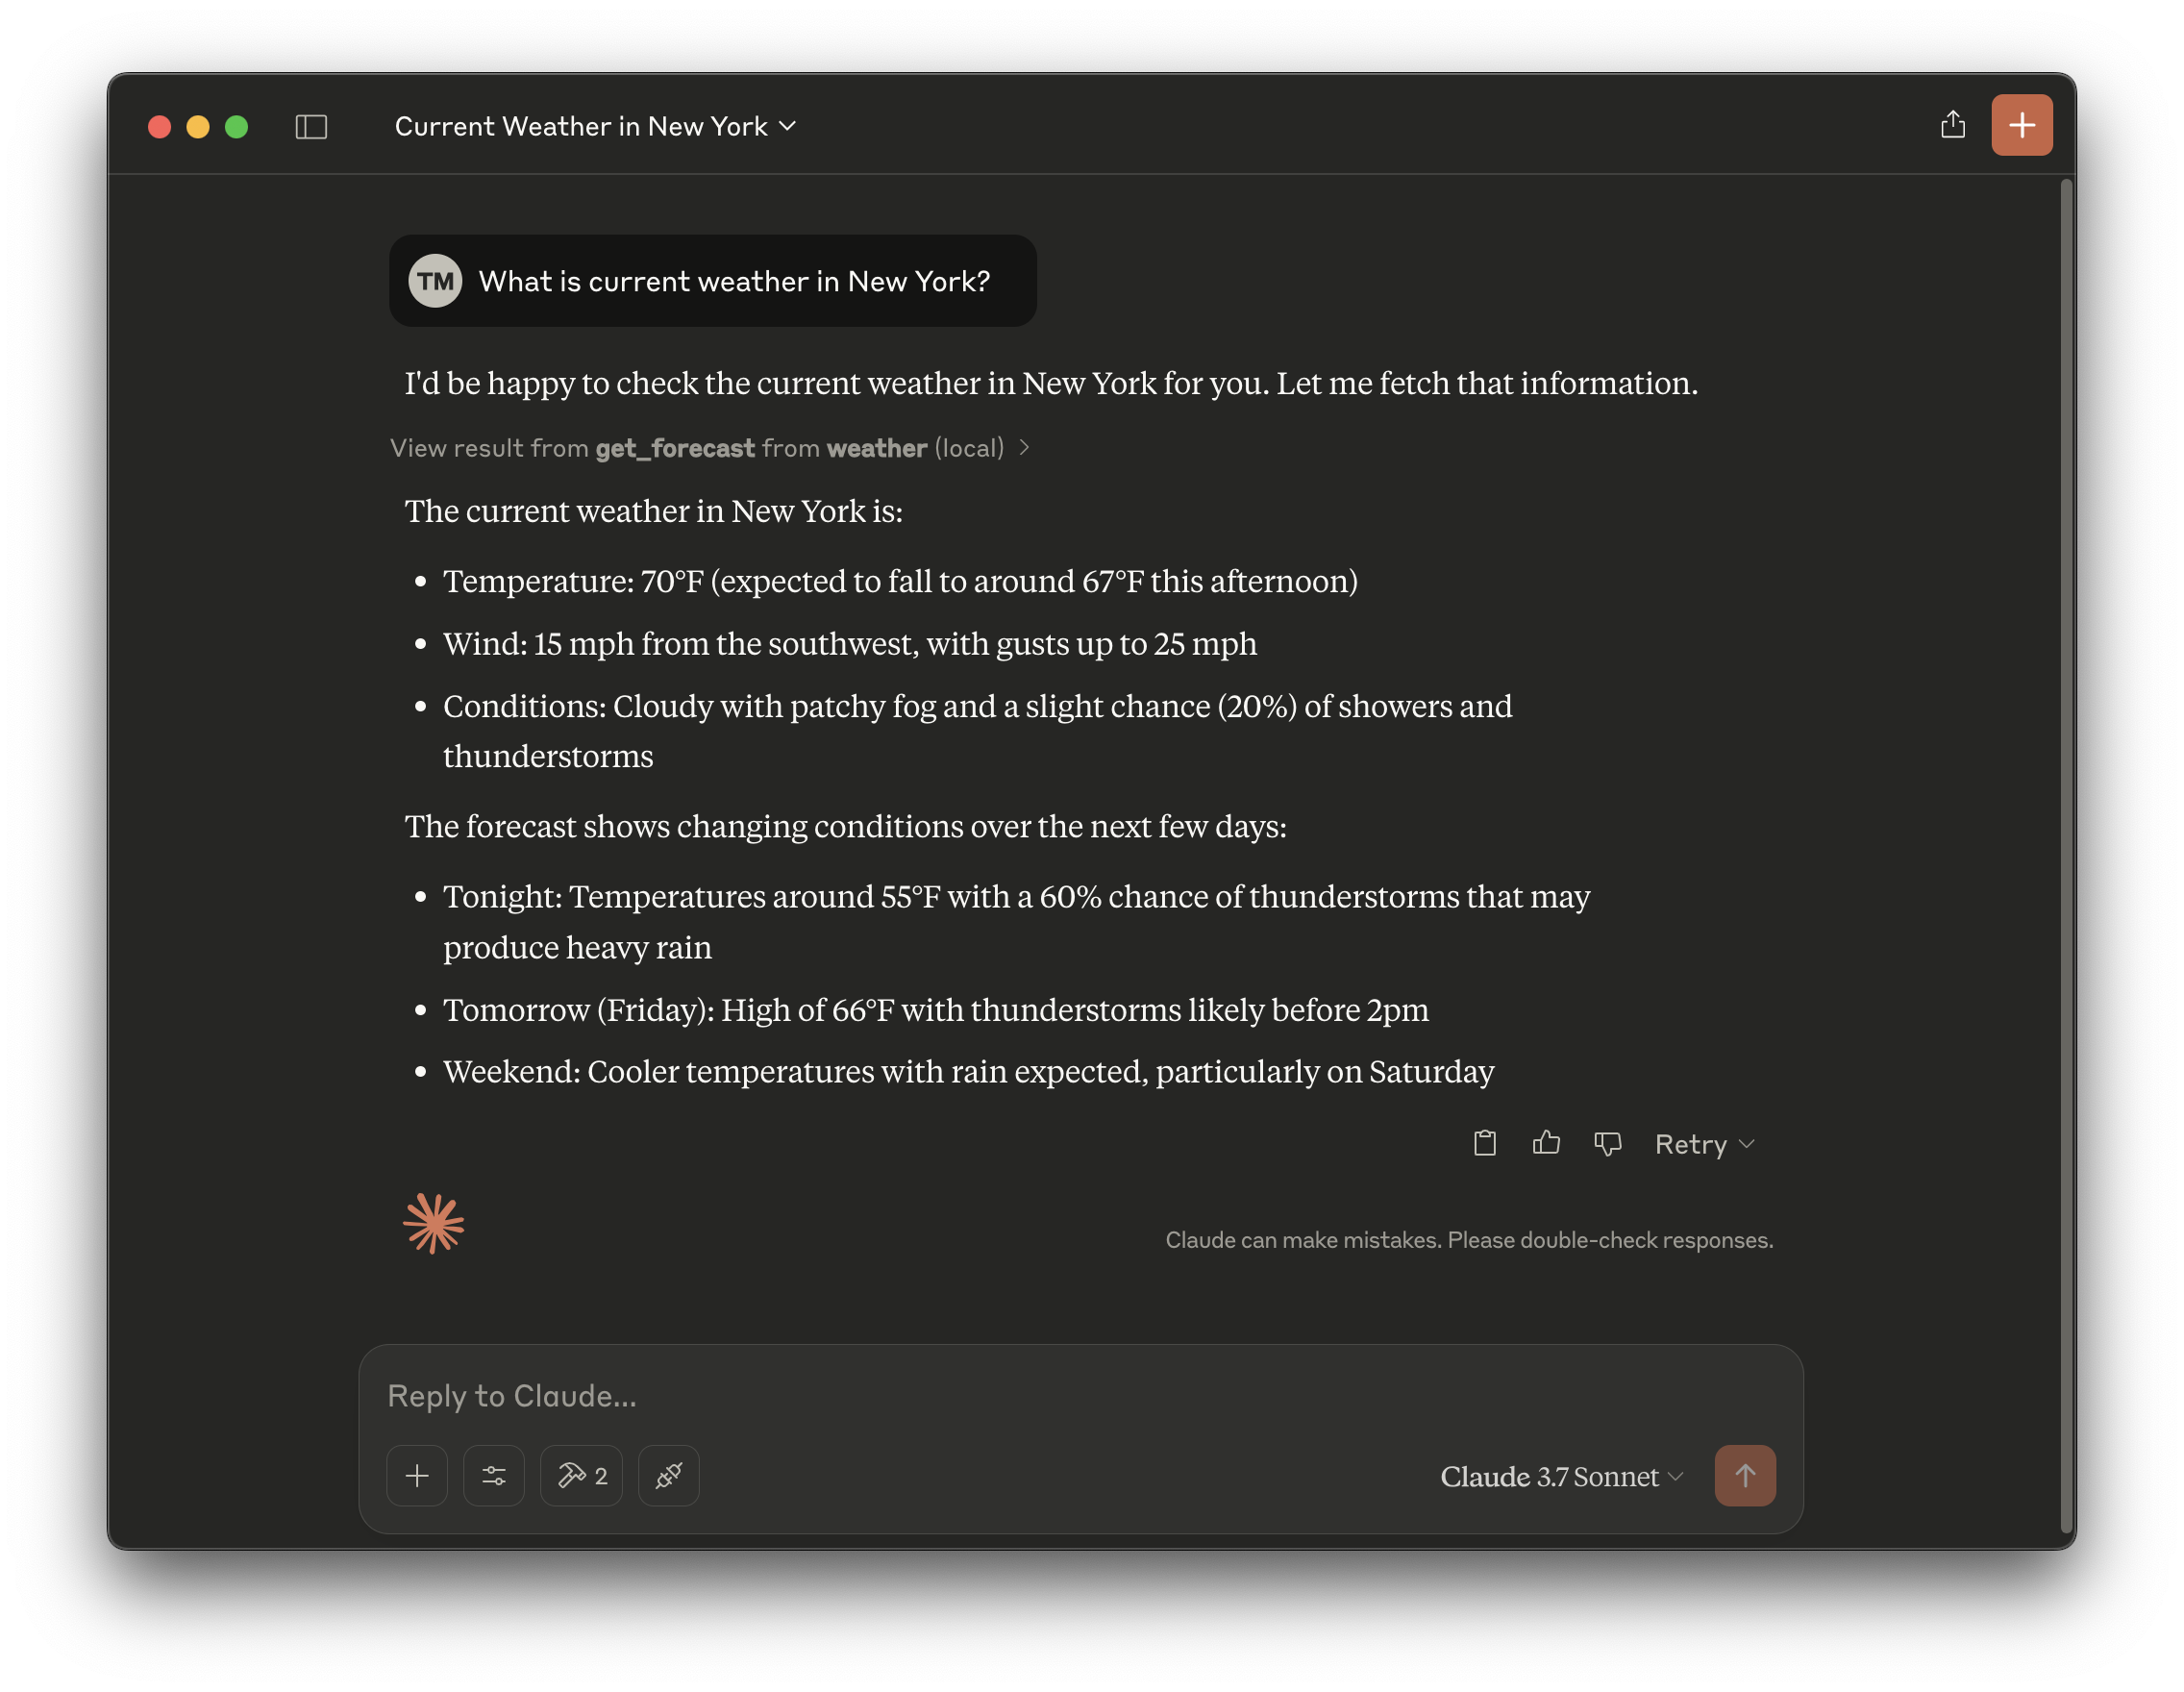 Current Weather in New York
TM What is current weather in New York?
I'd be happy to check the current weather in New York for you. Let me fetch that information.
View result from get_forecast from weather (local)
The current weather in New York is:
• Temperature: 70°F (expected to fall to around 67°F this afternoon)
• Wind: 15 mph from the southwest, with gusts up to 25 mph
• Conditions: Cloudy with patchy fog and a slight chance (20%) of showers and
thunderstorms
The forecast shows changing conditions over the next few days:
• Tonight: Temperatures around 55°F with a 60% chance of thunderstorms that may
produce heavy rain
• Tomorrow (Friday): High of 66°F with thunderstorms likely before 2pm
• Weekend: Cooler temperatures with rain expected, particularly on Saturday
Retry
Claude can make mistakes. Please double-check responses.
Reply to Claude...
2
Claude 3.7 Sonnet